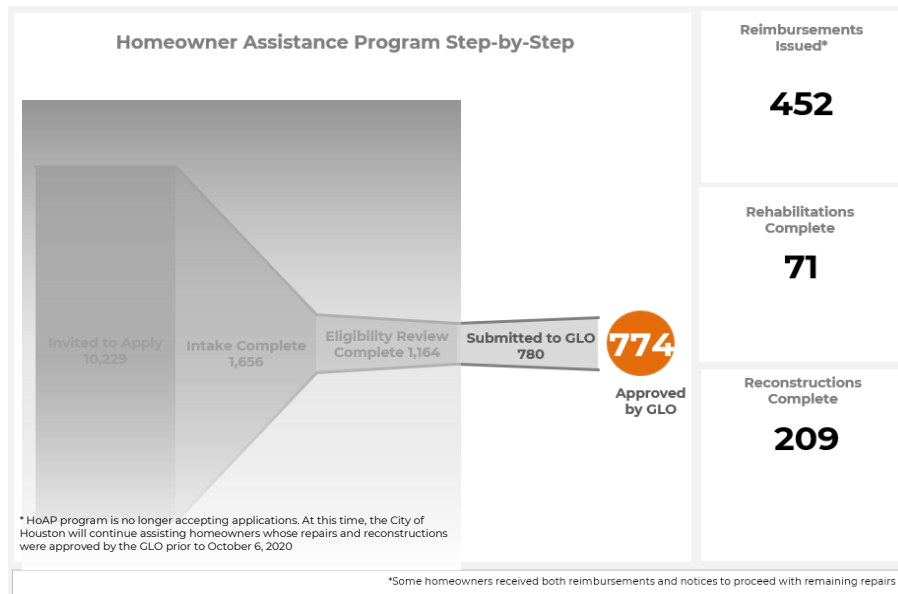 Homeowner Assistance Program Step-by-Step
Invited to Apply
10,229
Intake Complete
1,656
Eligibility Review
Complete 1,164
Submitted to GLO
780
774
Approved
by GLO
* HoAP program is no longer accepting applications. At this time, the City of
Houston will continue assisting homeowners whose repairs and reconstructions
were approved by the GLO prior to October 6, 2020
Reimbursements
Issued*
452
Rehabilitations
Complete
71
Reconstructions
Complete
209
*Some homeowners received both reimbursements and notices to proceed with remaining repairs